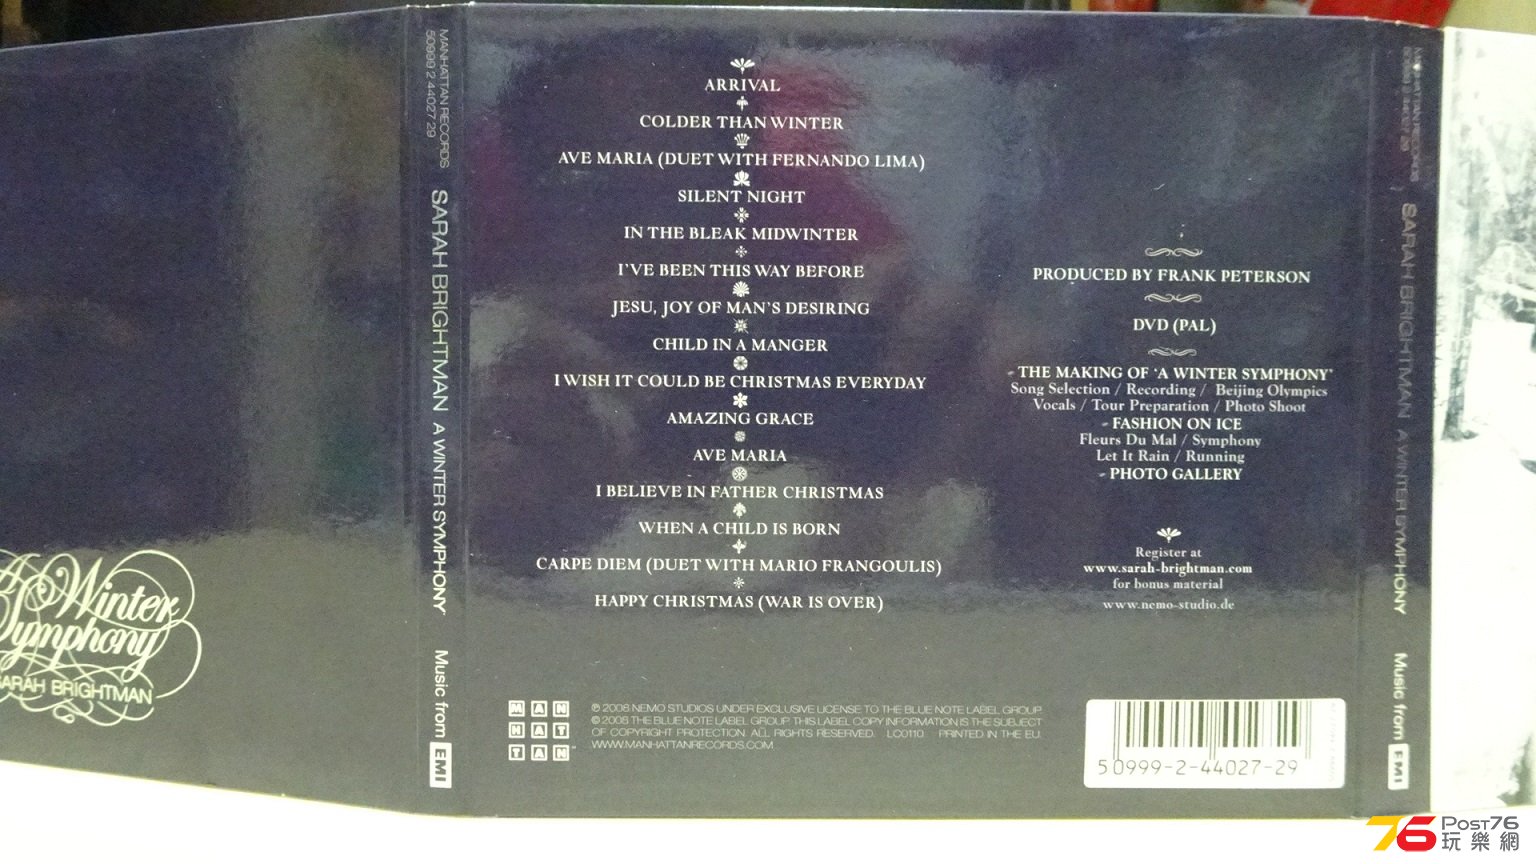 A Winter
Symphony
SARAH BRIGHTMAN
MANHATTAN RECORDS
50999 2 44027 29
SARAH BRIGHTMAN A WINTER SYMPHONY
Music from
EMI
ARRIVAL
COLDER THAN WINTER
AVE MARIA (DUET WITH FERNANDO LIMA)
SILENT NIGHT
IN THE BLEAK MIDWINTER
I'VE BEEN THIS WAY BEFORE
JESU, JOY OF MAN'S DESIRING
CHILD IN A MANGER
I WISH IT COULD BE CHRISTMAS EVERYDAY
AMAZING GRACE
AVE MARIA
I BELIEVE IN FATHER CHRISTMAS
WHEN A CHILD IS BORN
CARPE DIEM (DUET WITH MARIO FRANGOULIS)
HAPPY CHRISTMAS (WAR IS OVER)
PRODUCED BY FRANK PETERSON
DVD (PAL)
- THE MAKING OF 'A WINTER SYMPHONY'
Song Selection / Recording / Beijing Olympics
Vocals / Tour Preparation / Photo Shoot
- FASHION ON ICE
Fleurs Du Mal / Symphony
Let It Rain / Running
- PHOTO GALLERY
Register at
www.sarah-brightman.com
for bonus material
www.nemo-studio.de
MAN
HAT
TAN
℗ 2008 NEMO STUDIOS UNDER EXCLUSIVE LICENSE TO THE BLUE NOTE LABEL GROUP.
© 2008 THE BLUE NOTE LABEL GROUP. THIS LABEL COPY INFORMATION IS THE SUBJECT
OF COPYRIGHT PROTECTION. ALL RIGHTS RESERVED. LC0110 PRINTED IN THE EU.
WWW.MANHATTANRECORDS.COM
5 0999-2-44027-29
MANHATTAN RECORDS
50999 2 44027 29
SARAH BRIGHTMAN A WINTER SYMPHONY
Music from
EMI
76 POST76
玩樂網